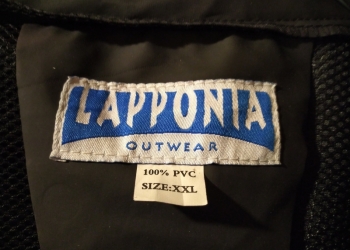 LAPPONIA
OUTWEAR
100% PVC
SIZE:XXL